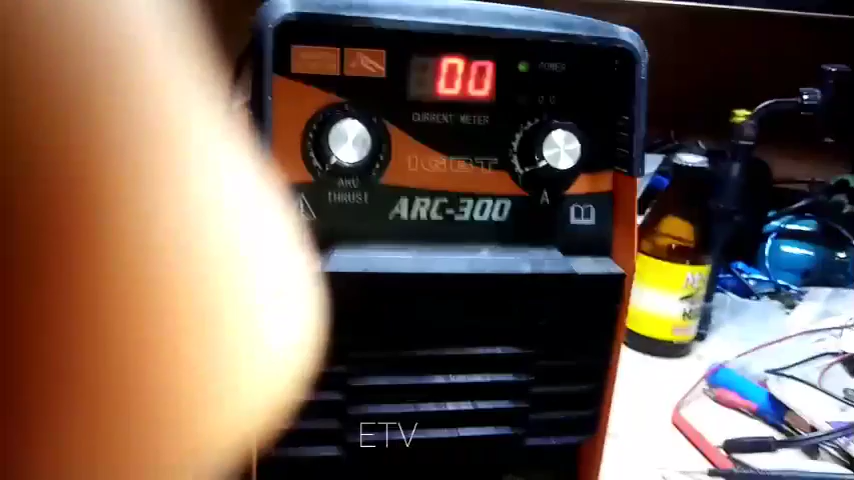 00
POWER
CURRENT METER
IGBT
ARC
THRUST
ARC-300
A
ETV